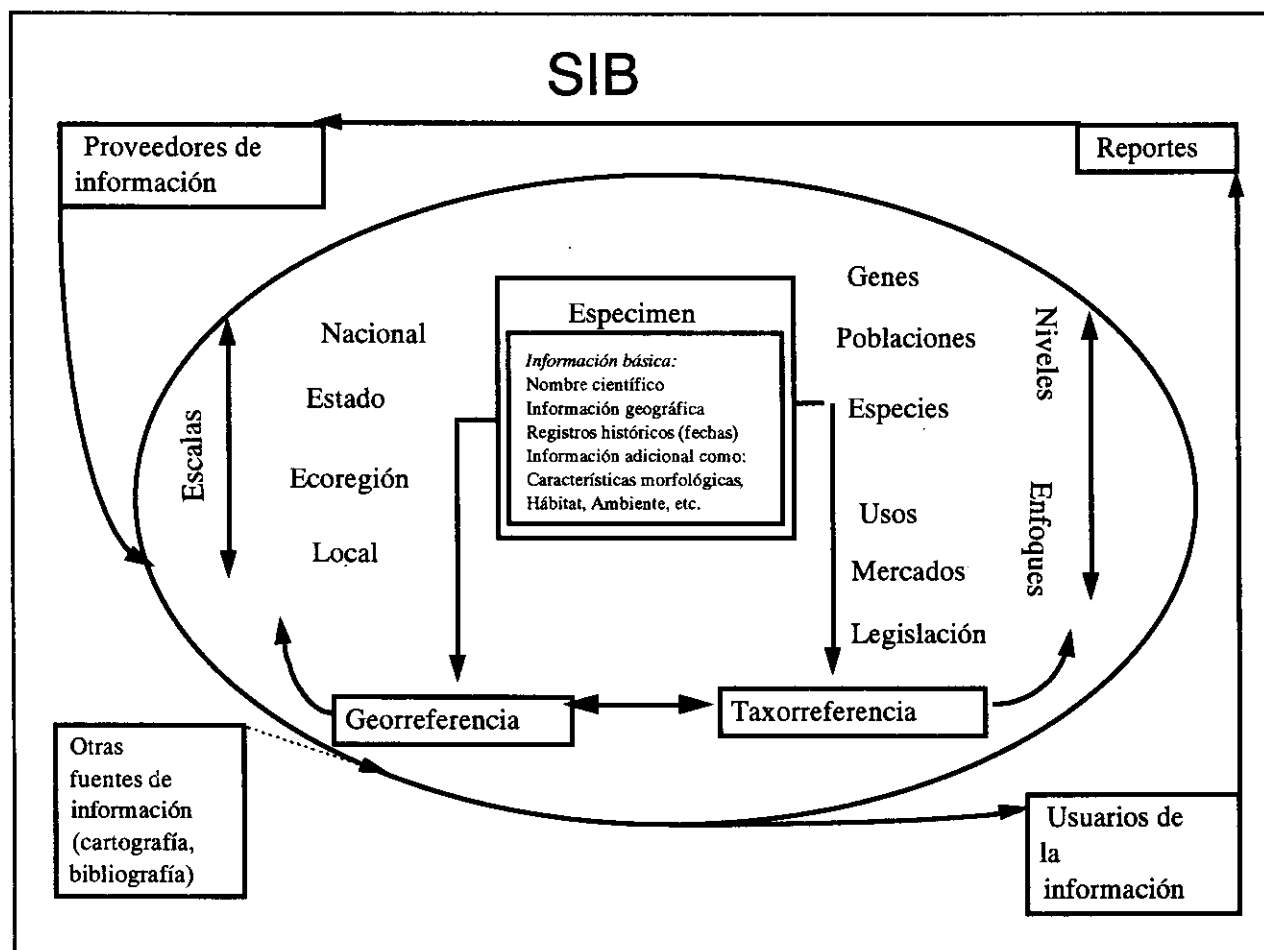 SIB
Proveedores de
información
Reportes
Escalas
Nacional
Estado
Ecoregión
Local
Especimen
Información básica:
Nombre científico
Información geográfica
Registros históricos (fechas)
Información adicional como:
Características morfológicas,
Hábitat, Ambiente, etc.
Genes
Poblaciones
Especies
Usos
Mercados
Legislación
Niveles
Enfoques
Georreferencia
Taxorreferencia
Otras
fuentes de
información
(cartografía,
bibliografía)
Usuarios de
la
información